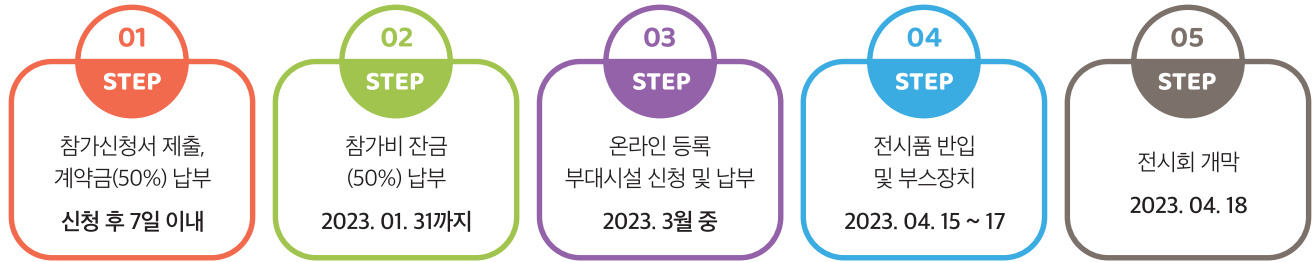 01
STEP
참가신청서 제출,
계약금(50%) 납부
신청 후 7일 이내
02
STEP
참가비 잔금
(50%) 납부
2023. 01. 31까지
03
STEP
온라인 등록
부대시설 신청 및 납부
2023. 3월 중
04
STEP
전시품 반입
및 부스장치
2023. 04. 15 ~ 17
05
STEP
전시회 개막
2023. 04. 18